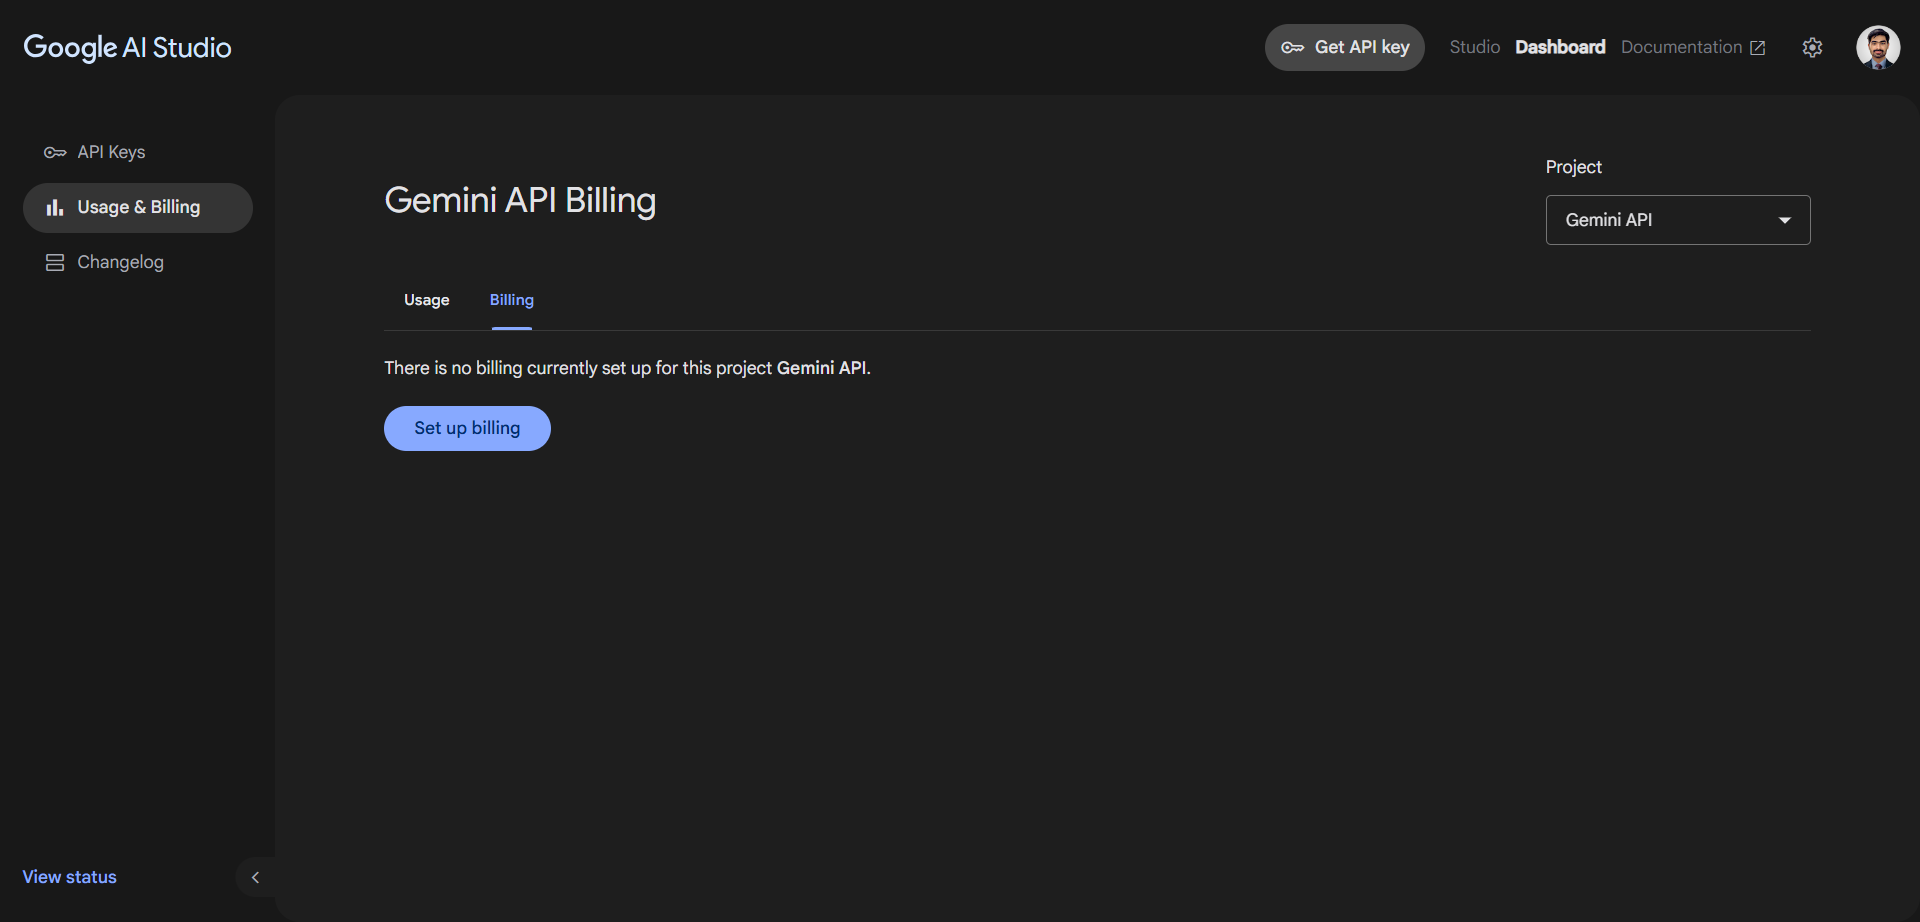 Google AI Studio
Get API key
Studio
Dashboard
Documentation
API Keys
Usage & Billing
Changelog
Gemini API Billing
Project
Gemini API
Usage
Billing
There is no billing currently set up for this project Gemini API.
Set up billing
View status